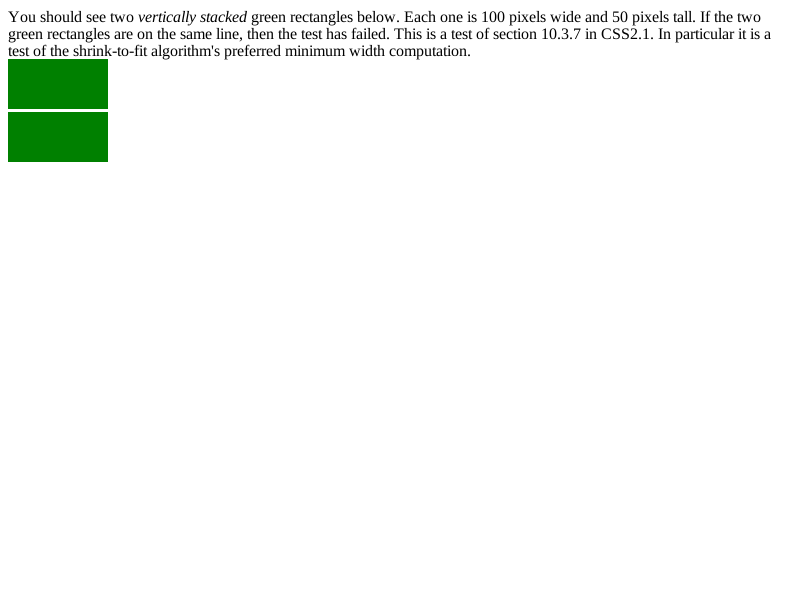 You should see two vertically stacked green rectangles below. Each one is 100 pixels wide and 50 pixels tall. If the two
green rectangles are on the same line, then the test has failed. This is a test of section 10.3.7 in CSS2.1. In particular it is a
test of the shrink-to-fit algorithm's preferred minimum width computation.